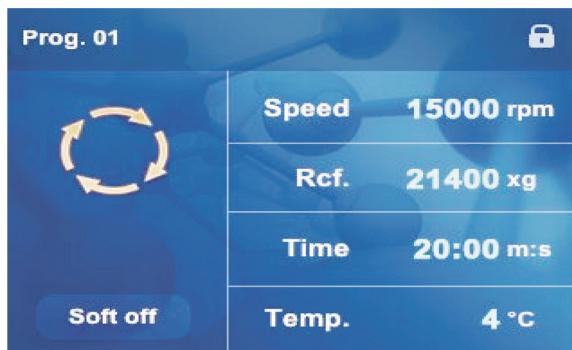 Prog. 01
Speed 15000 rpm
Rcf. 21400 xg
Time 20:00 m:s
Soft off
Temp. 4 °C